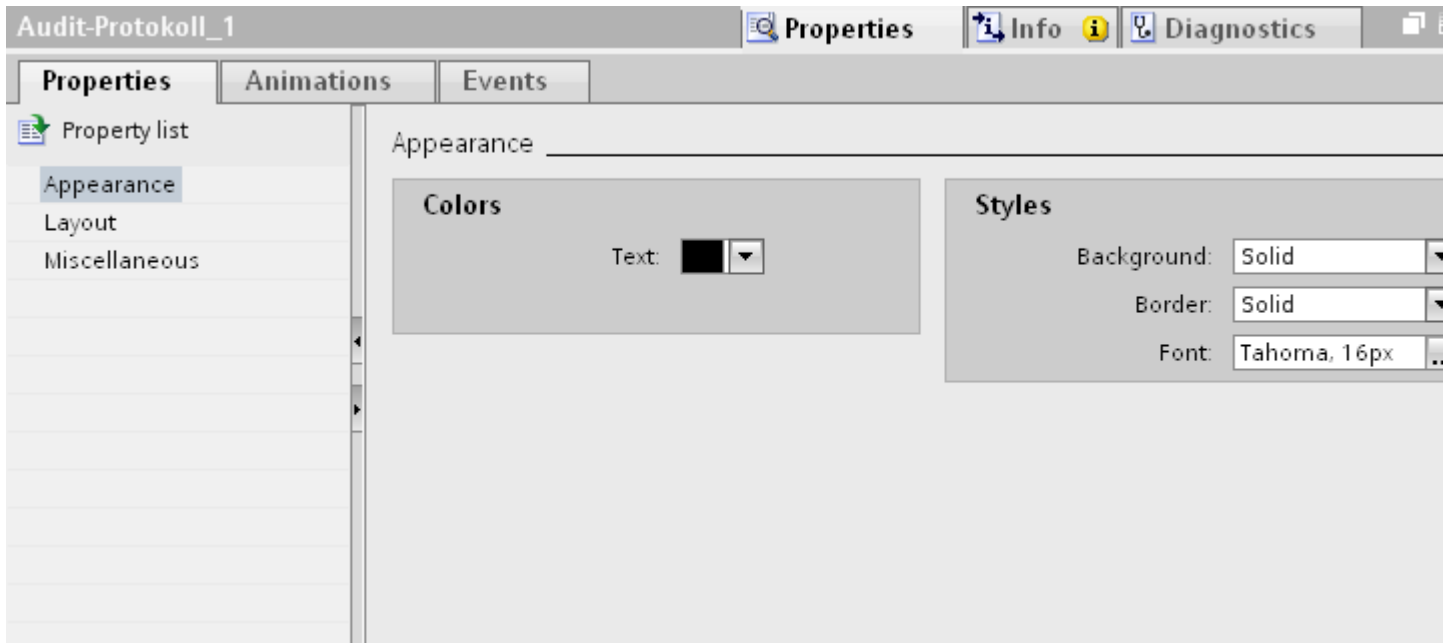 Audit-Protokoll_1
Properties
Info
Diagnostics
Properties
Animations
Events
Property list
Appearance
Layout
Miscellaneous
Appearance
Colors
Text:
Styles
Background: Solid
Border: Solid
Font: Tahoma, 16px ...